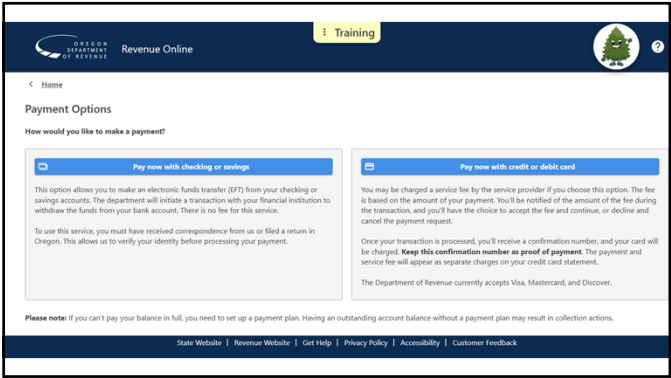 ⋮ Training
OREGON
DEPARTMENT
OF REVENUE
Revenue Online
?
< Home
Payment Options
How would you like to make a payment?
Pay now with checking or savings
This option allows you to make an electronic funds transfer (EFT) from your checking or
savings accounts. The department will initiate a transaction with your financial institution to
withdraw the funds from your bank account. There is no fee for this service.
To use this service, you must have received correspondence from us or filed a return in
Oregon. This allows us to verify your identity before processing your payment.
Pay now with credit or debit card
You may be charged a service fee by the service provider if you choose this option. The fee
is based on the amount of your payment. You'll be notified of the amount of the fee during
the transaction, and you'll have the choice to accept the fee and continue, or decline and
cancel the payment request.
Once your transaction is processed, you'll receive a confirmation number, and your card will
be charged. Keep this confirmation number as proof of payment. The payment and
service fee will appear as separate charges on your credit card statement.
The Department of Revenue currently accepts Visa, Mastercard, and Discover.
Please note: If you can't pay your balance in full, you need to set up a payment plan. Having an outstanding account balance without a payment plan may result in collection actions.
State Website | Revenue Website | Get Help | Privacy Policy | Accessibility | Customer Feedback